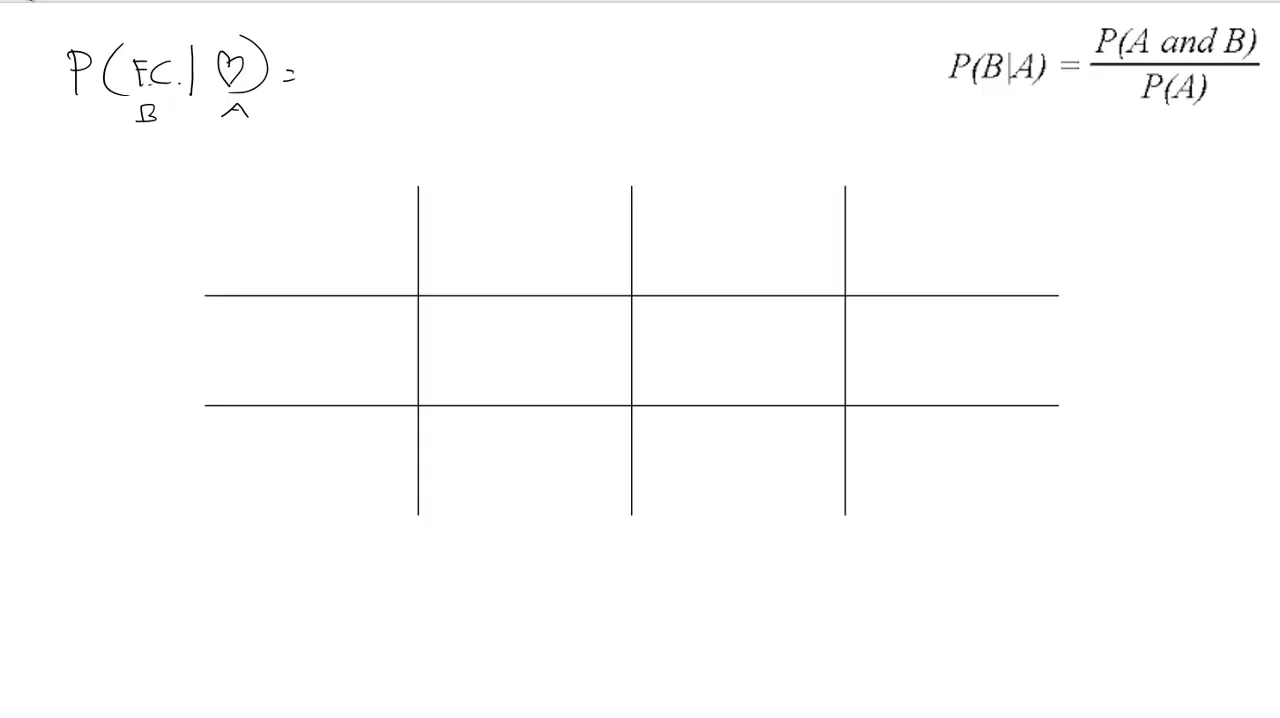 P(F.C. | ♡) =
B A
P(B|A) = P(A and B) / P(A)